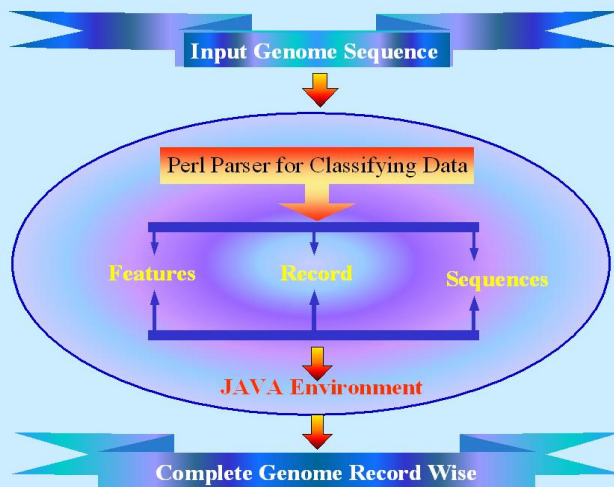 Input Genome Sequence
Perl Parser for Classifying Data
Features Record Sequences
JAVA Environment
Complete Genome Record Wise